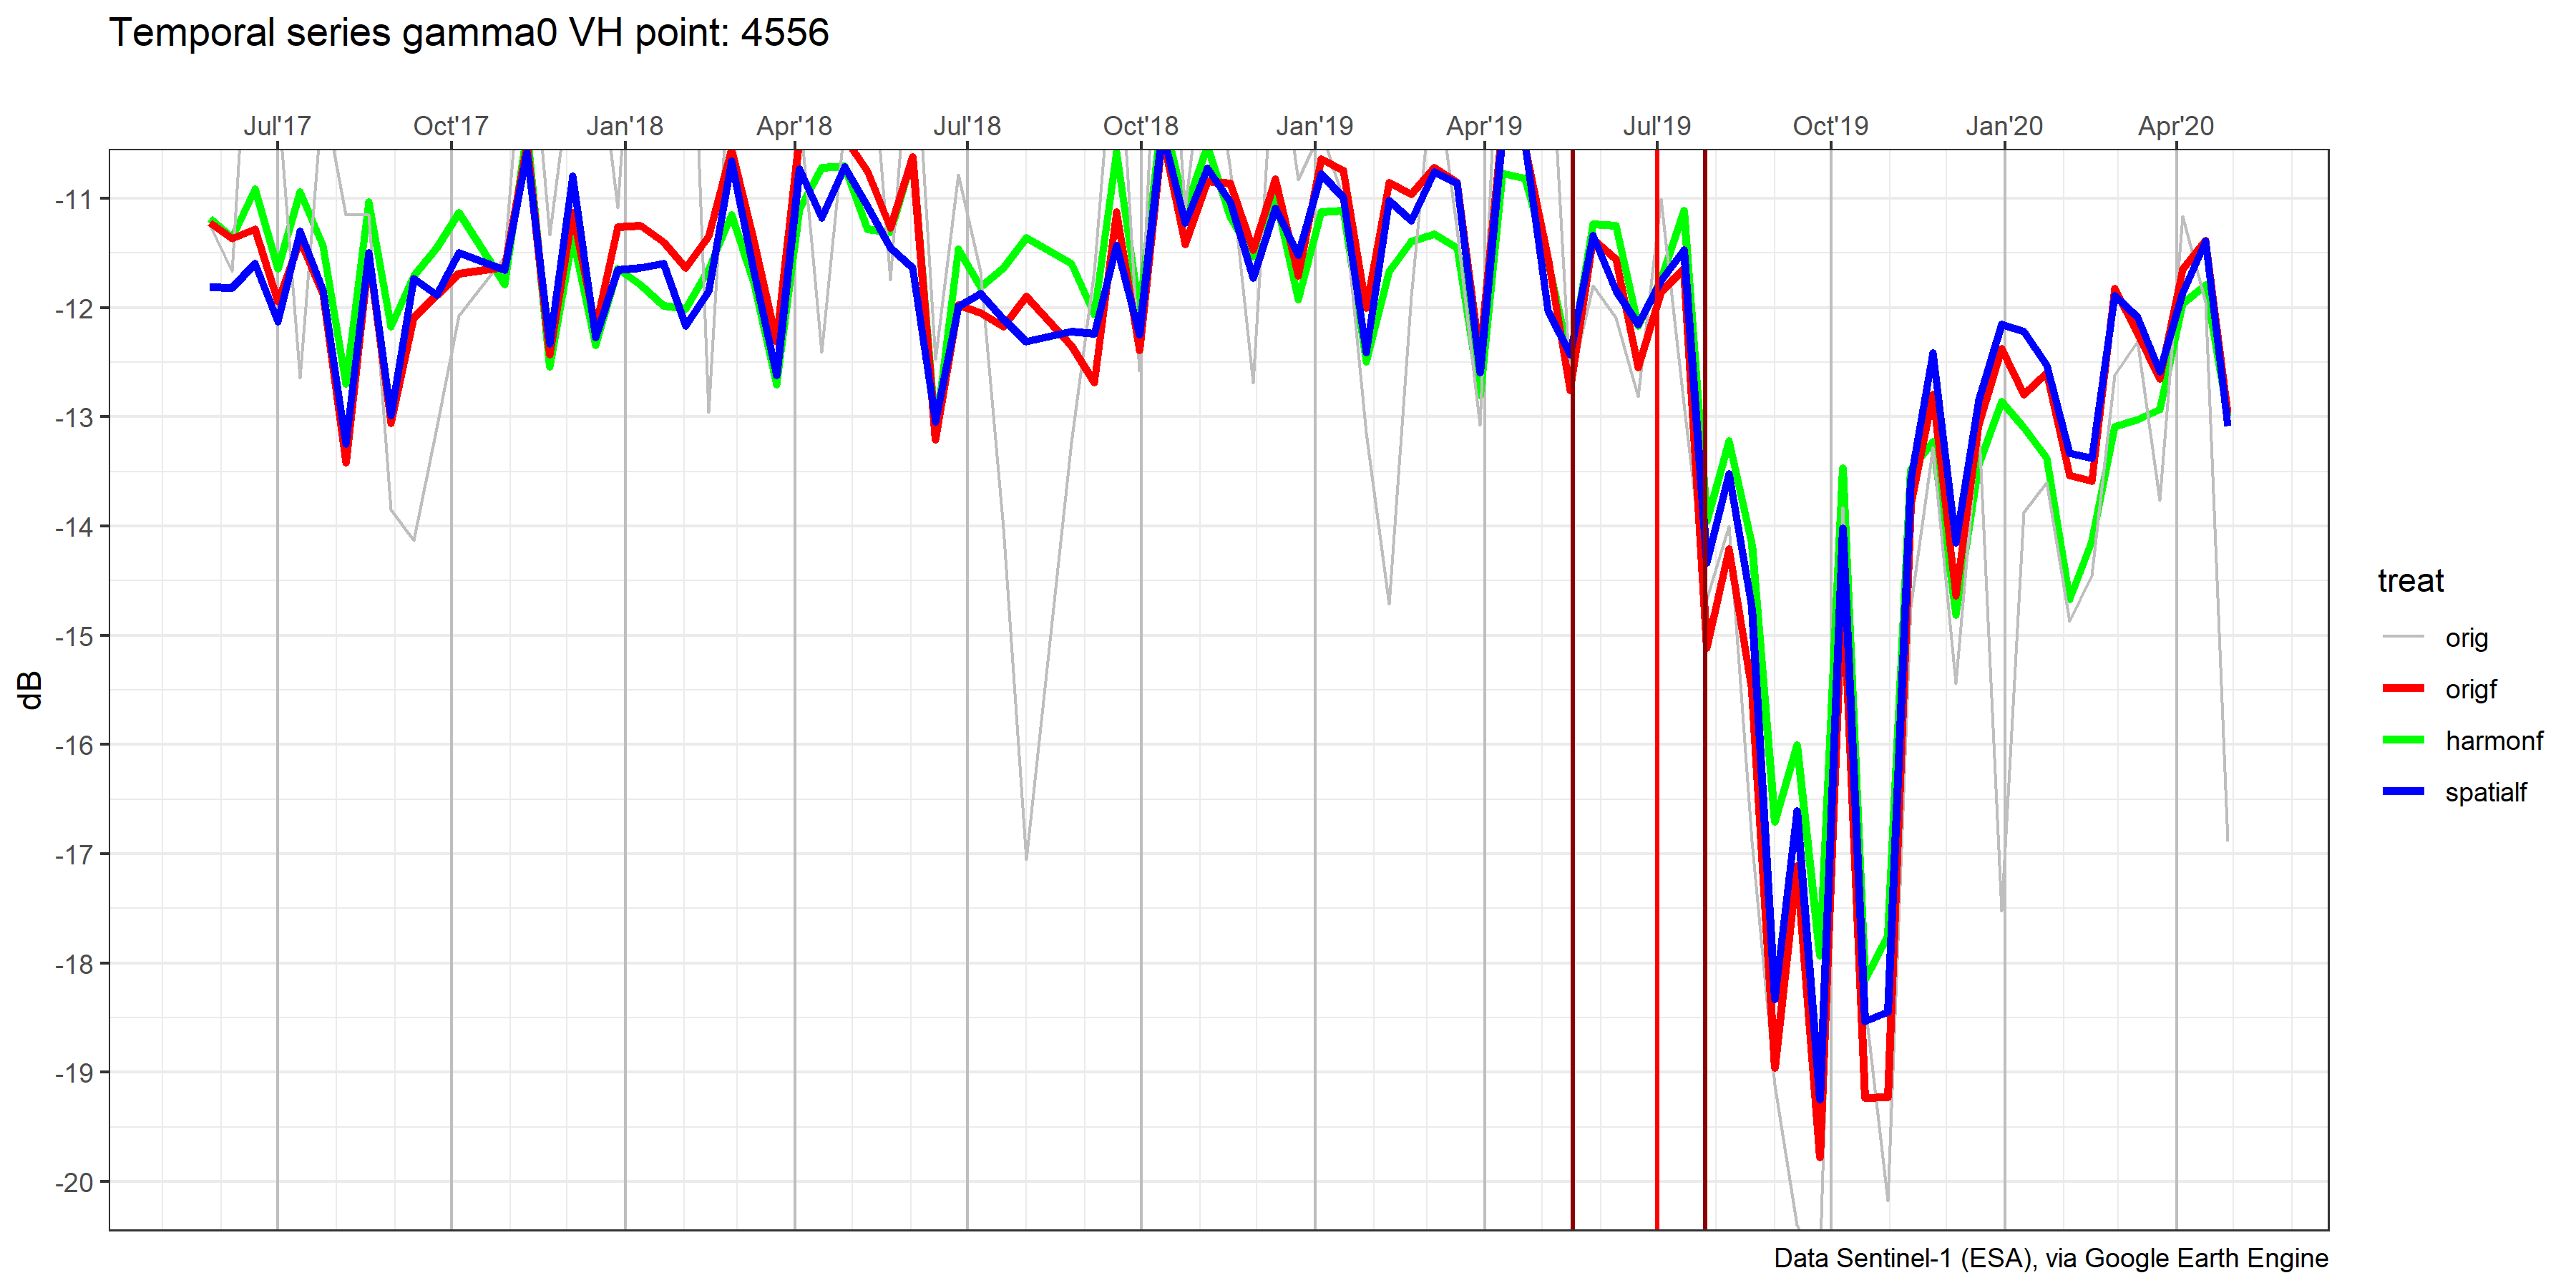 Temporal series gamma0 VH point: 4556
Jul'17 Oct'17 Jan'18 Apr'18 Jul'18 Oct'18 Jan'19 Apr'19 Jul'19 Oct'19 Jan'20 Apr'20
-11
-12
-13
-14
-15
-16
-17
-18
-19
-20
dB
treat
orig
origf
harmonf
spatialf
Data Sentinel-1 (ESA), via Google Earth Engine